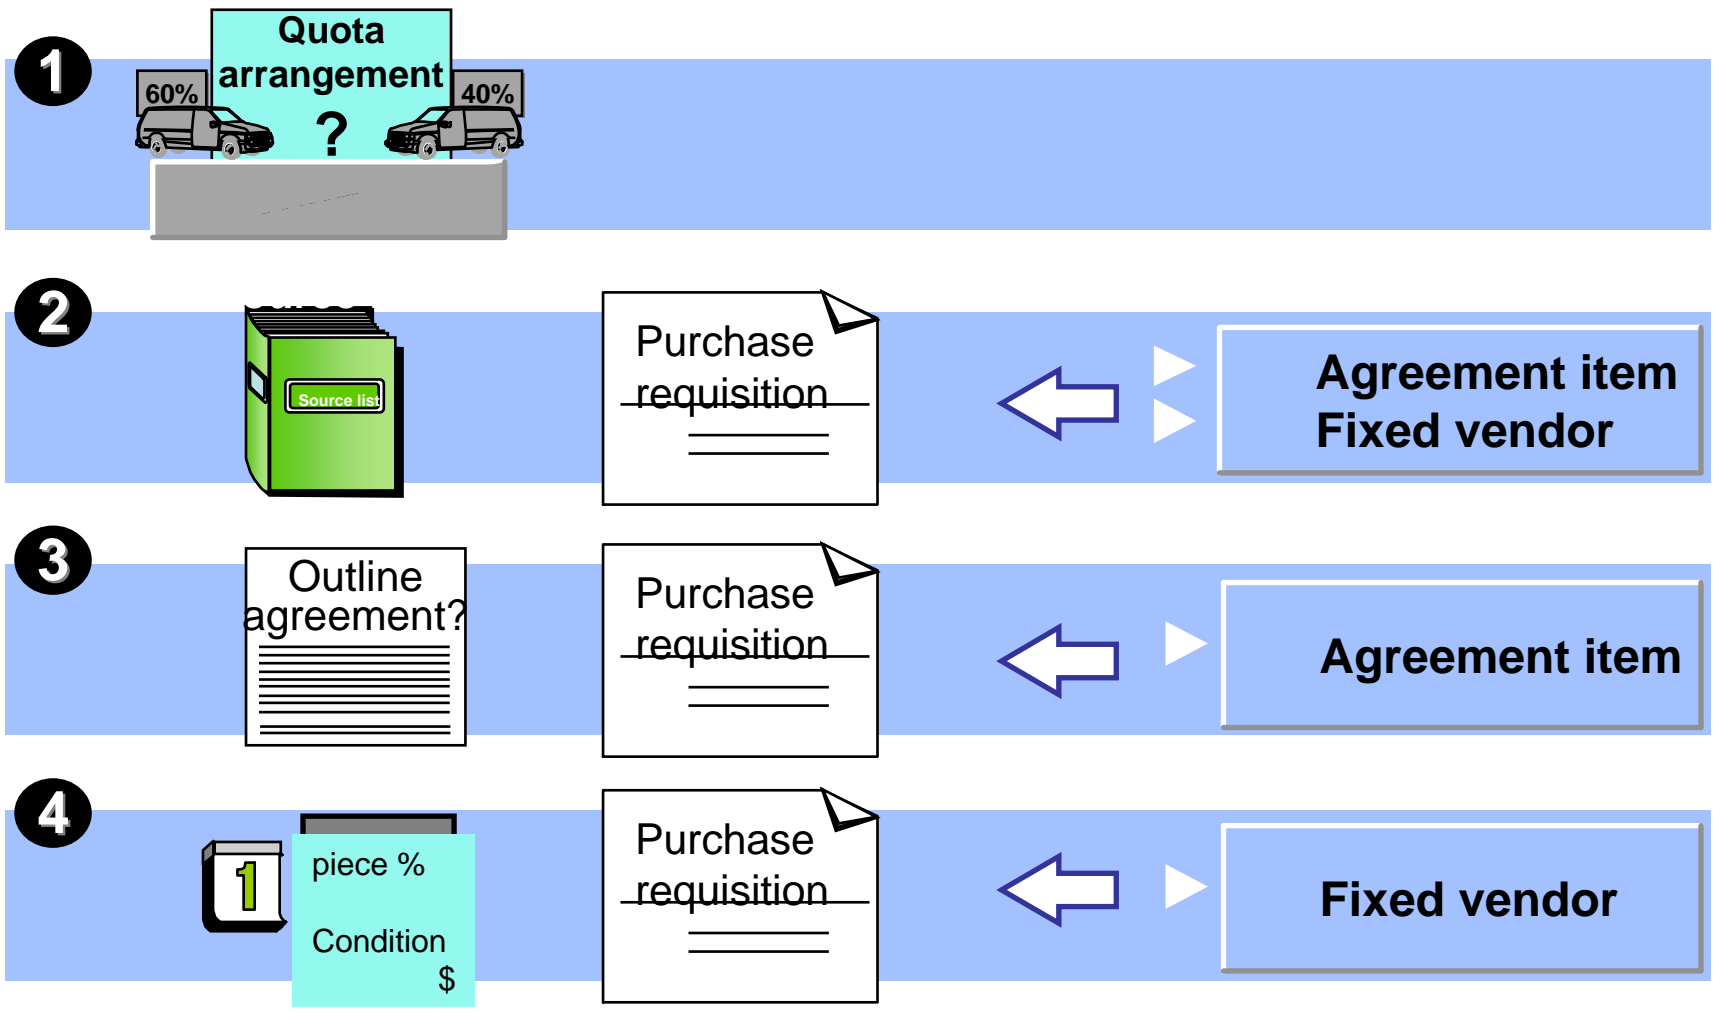 1
Quota
arrangement
60%
40%
?
2
Source list
Purchase
requisition
Agreement item
Fixed vendor
3
Outline
agreement?
Purchase
requisition
Agreement item
4
1
piece %
Condition
$
Purchase
requisition
Fixed vendor